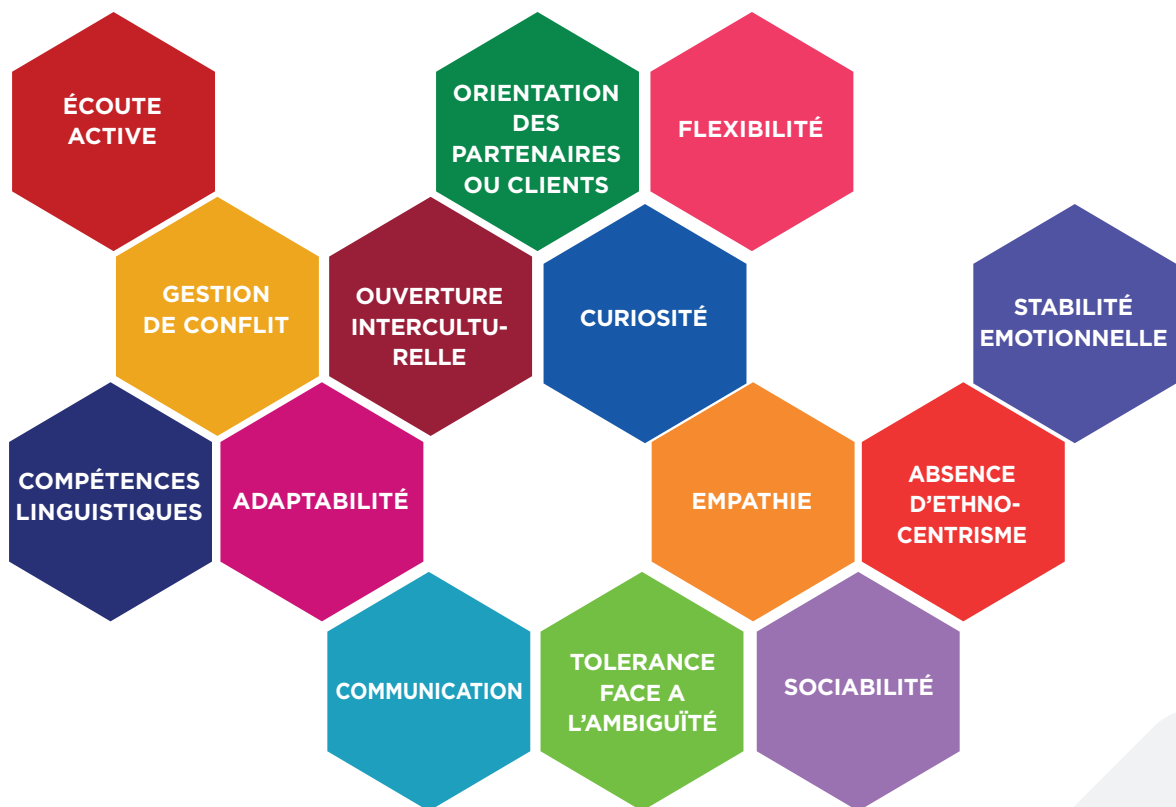 ÉCOUTE
ACTIVE
ORIENTATION
DES
PARTENAIRES
OU CLIENTS
FLEXIBILITÉ
GESTION
DE CONFLIT
OUVERTURE
INTERCULTU-
RELLE
CURIOSITÉ
STABILITÉ
EMOTIONNELLE
COMPÉTENCES
LINGUISTIQUES
ADAPTABILITÉ
EMPATHIE
ABSENCE
D'ETHNO-
CENTRISME
COMMUNICATION
TOLERANCE
FACE A
L'AMBIGUÏTÉ
SOCIABILITÉ